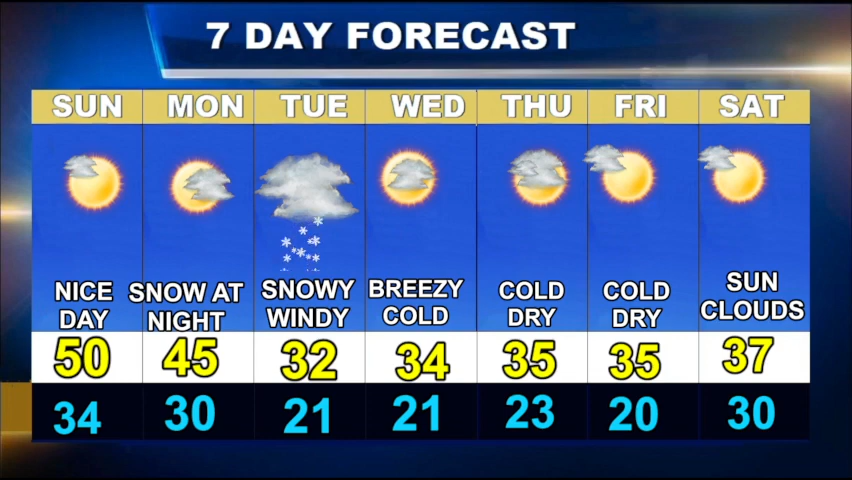 7 DAY FORECAST
SUN MON TUE WED THU FRI SAT
NICE DAY
SNOW AT NIGHT
SNOWY WINDY
BREEZY COLD
COLD DRY
COLD DRY
SUN CLOUDS
50 45 32 34 35 35 37
34 30 21 21 23 20 30